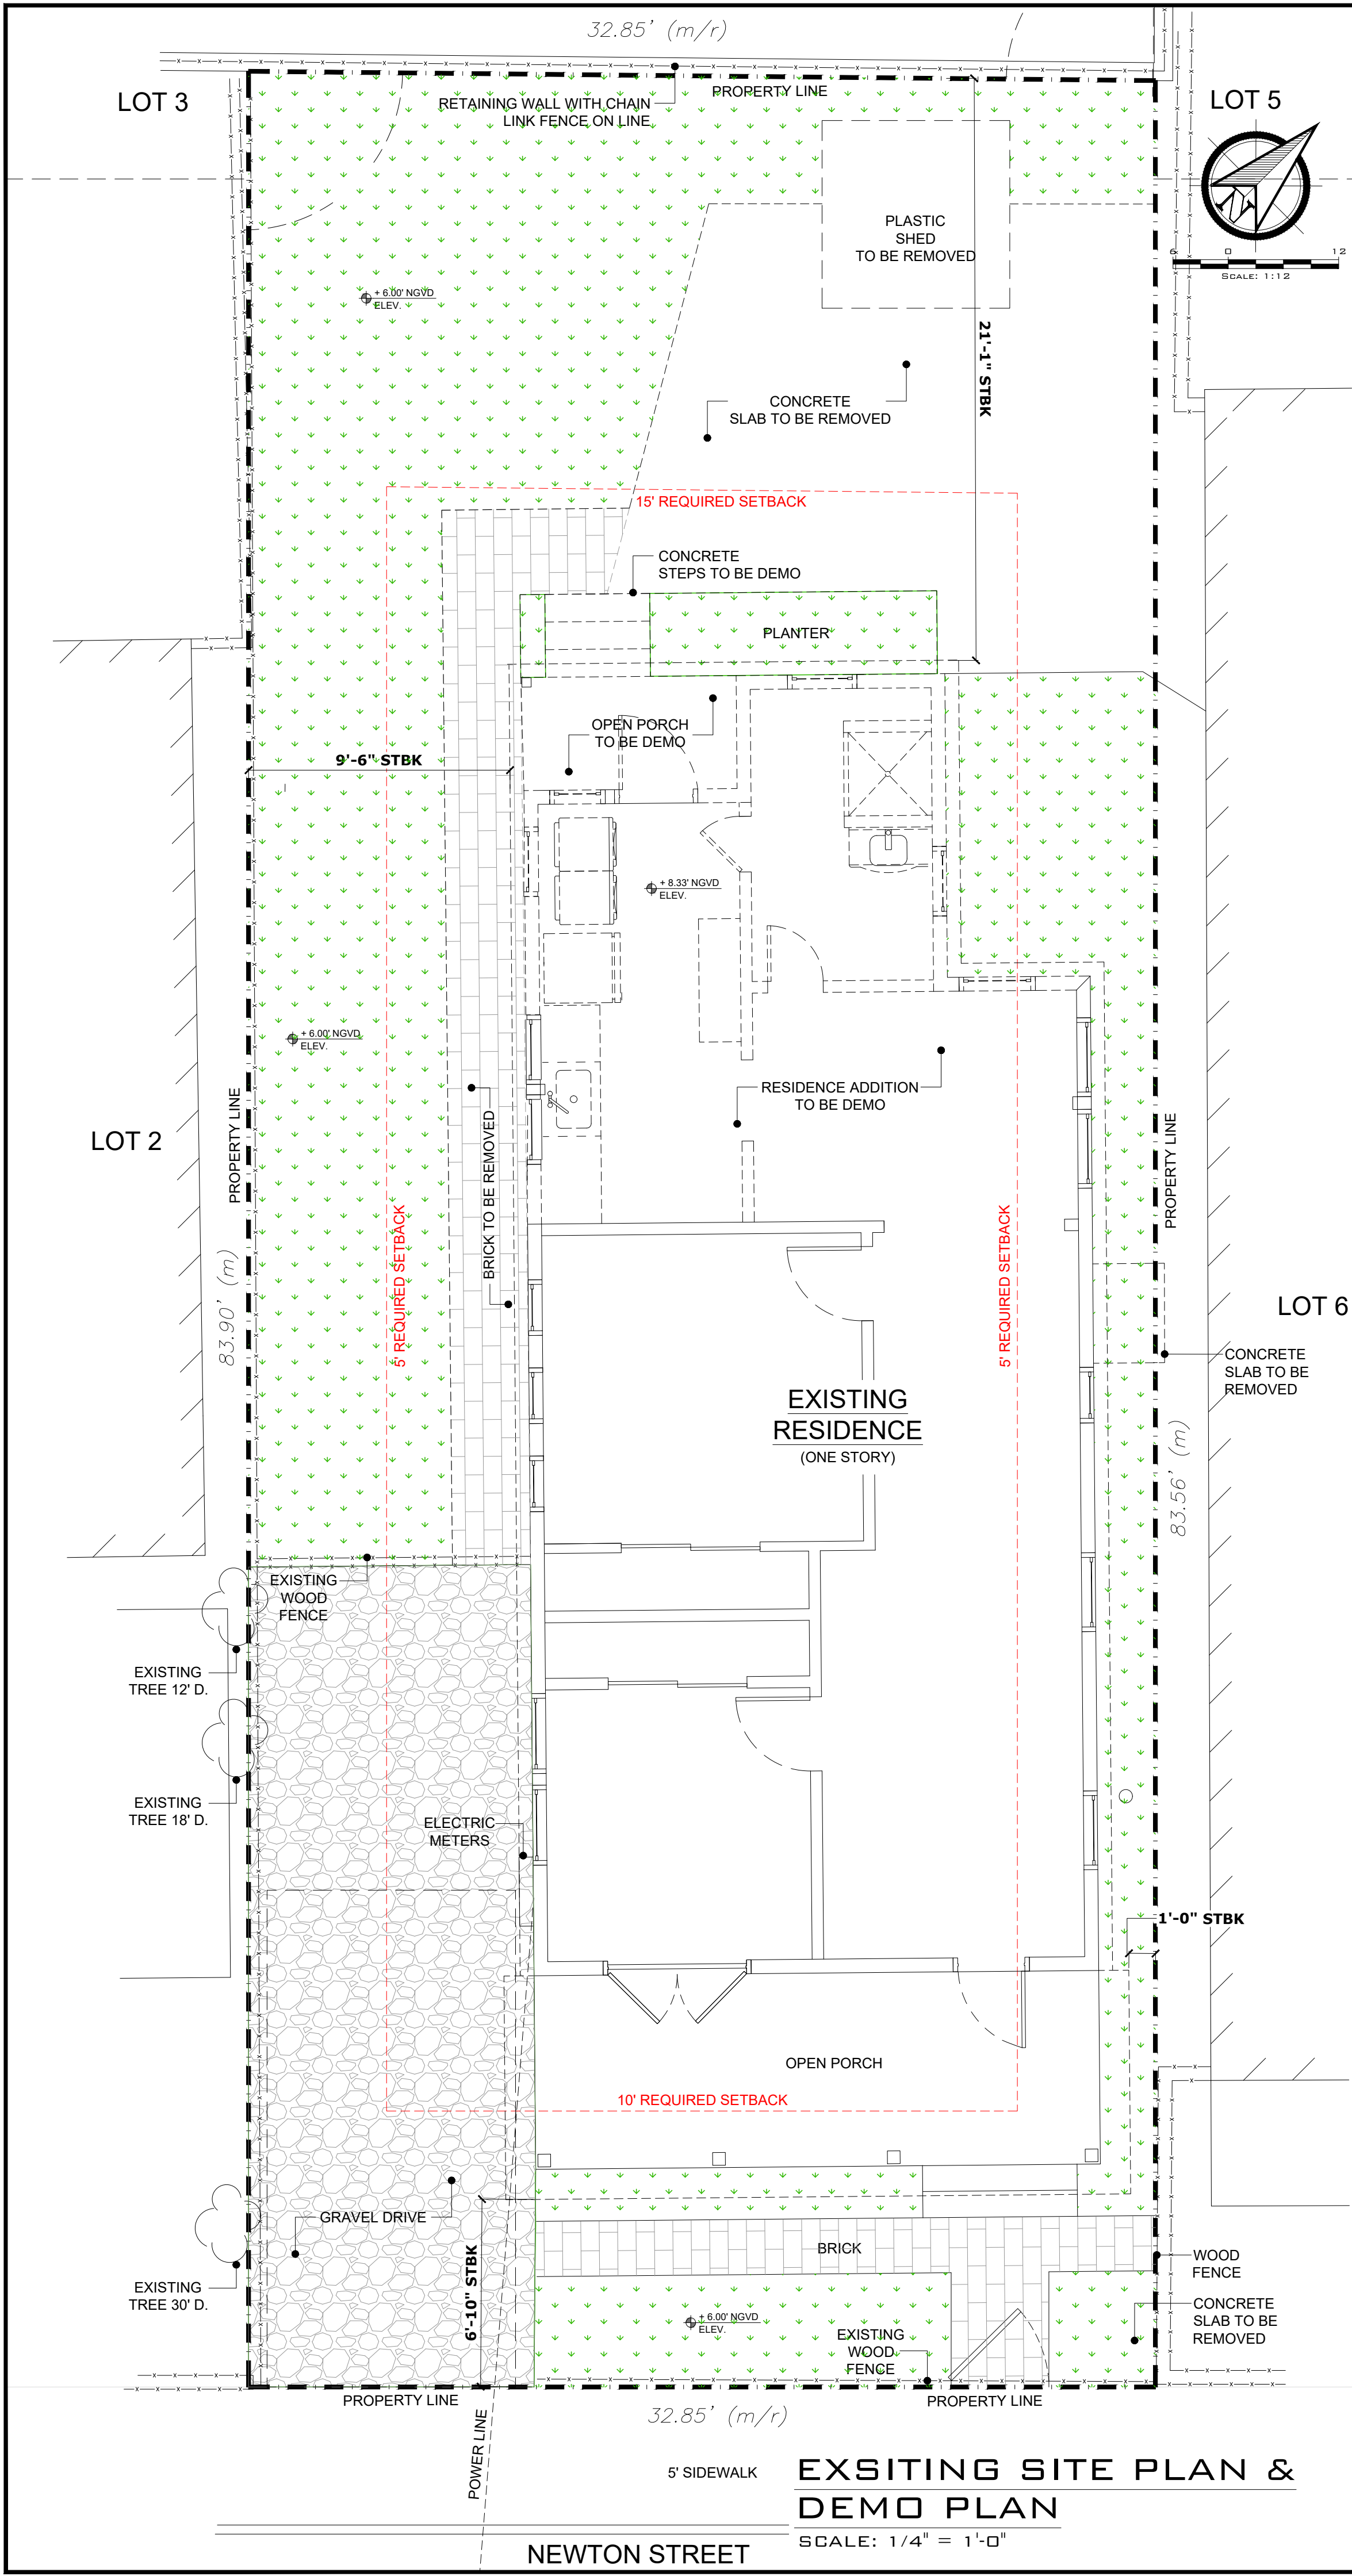 32.85' (m/r)
LOT 3
RETAINING WALL WITH CHAIN
LINK FENCE ON LINE
PROPERTY LINE
LOT 5
N
6 0 12
SCALE: 1:12
PLASTIC
SHED
TO BE REMOVED
+ 6.00' NGVD
ELEV.
21'-1" STBK
CONCRETE
SLAB TO BE REMOVED
15' REQUIRED SETBACK
CONCRETE
STEPS TO BE DEMO
PLANTER
OPEN PORCH
TO BE DEMO
9'-6" STBK
+ 8.33' NGVD
ELEV.
+ 6.00' NGVD
ELEV.
RESIDENCE ADDITION
TO BE DEMO
LOT 2
PROPERTY LINE
BRICK TO BE REMOVED
PROPERTY LINE
5' REQUIRED SETBACK
5' REQUIRED SETBACK
83.90' (m)
LOT 6
CONCRETE
SLAB TO BE
REMOVED
EXISTING
RESIDENCE
(ONE STORY)
83.56' (m)
EXISTING
WOOD
FENCE
EXISTING
TREE 12' D.
EXISTING
TREE 18' D.
ELECTRIC
METERS
1'-0" STBK
OPEN PORCH
10' REQUIRED SETBACK
GRAVEL DRIVE
BRICK
WOOD
FENCE
EXISTING
TREE 30' D.
6'-10" STBK
+ 6.00' NGVD
ELEV.
EXISTING
WOOD
FENCE
CONCRETE
SLAB TO BE
REMOVED
PROPERTY LINE
PROPERTY LINE
32.85' (m/r)
POWER LINE
5' SIDEWALK
EXSITING SITE PLAN &
DEMO PLAN
SCALE: 1/4" = 1'-0"
NEWTON STREET